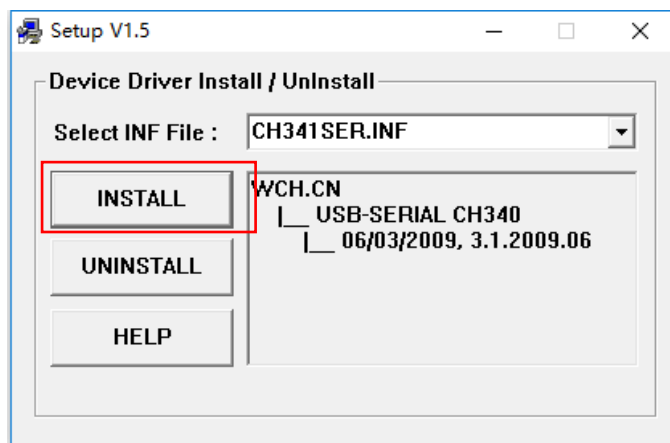 Setup V1.5
Device Driver Install / UnInstall
Select INF File :
CH341SER.INF
INSTALL
UNINSTALL
HELP
WCH.CN
|__ USB-SERIAL CH340
|__ 06/03/2009, 3.1.2009.06